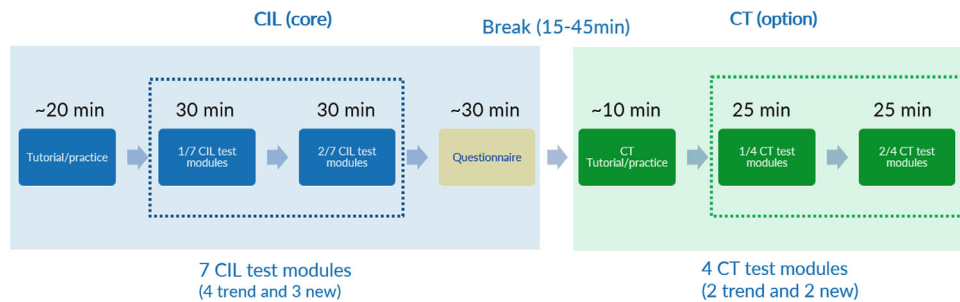 CIL (core)
CT (option)
Break (15-45min)
~20 min
30 min
30 min
~30 min
~10 min
25 min
25 min
Tutorial/practice
1/7 CIL test
modules
2/7 CIL test
modules
Questionnaire
CT
Tutorial/practice
1/4 CT test
modules
2/4 CT test
modules
7 CIL test modules
(4 trend and 3 new)
4 CT test modules
(2 trend and 2 new)